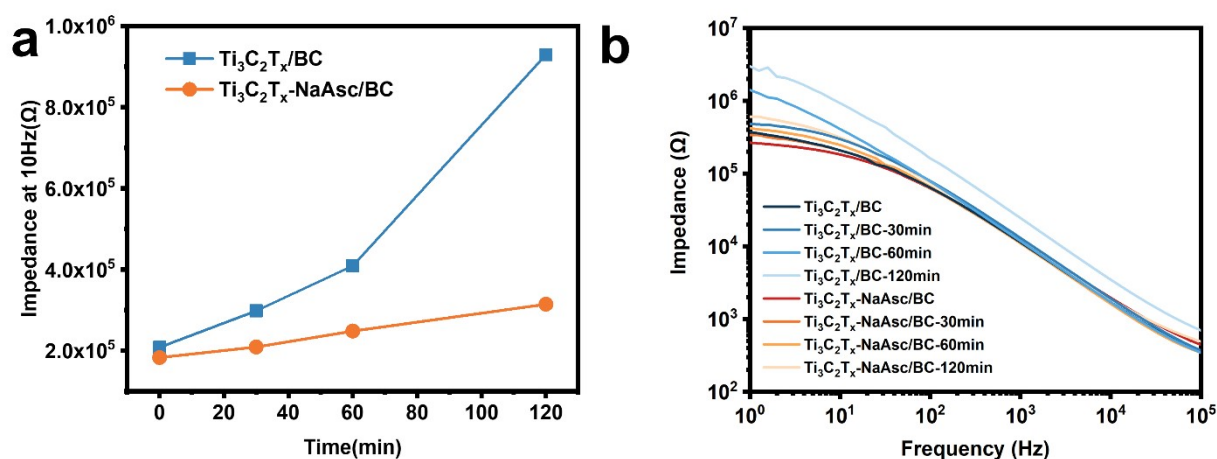 a
1.0x10⁶
8.0x10⁵
6.0x10⁵
4.0x10⁵
2.0x10⁵
Impedance at 10Hz(Ω)
Ti₃C₂Tₓ/BC
Ti₃C₂Tₓ-NaAsc/BC
0 20 40 60 80 100 120
Time(min)
b
10⁷
10⁶
10⁵
10⁴
10³
10²
Impedance (Ω)
Ti₃C₂Tₓ/BC
Ti₃C₂Tₓ/BC-30min
Ti₃C₂Tₓ/BC-60min
Ti₃C₂Tₓ/BC-120min
Ti₃C₂Tₓ-NaAsc/BC
Ti₃C₂Tₓ-NaAsc/BC-30min
Ti₃C₂Tₓ-NaAsc/BC-60min
Ti₃C₂Tₓ-NaAsc/BC-120min
10⁰ 10¹ 10² 10³ 10⁴ 10⁵
Frequency (Hz)